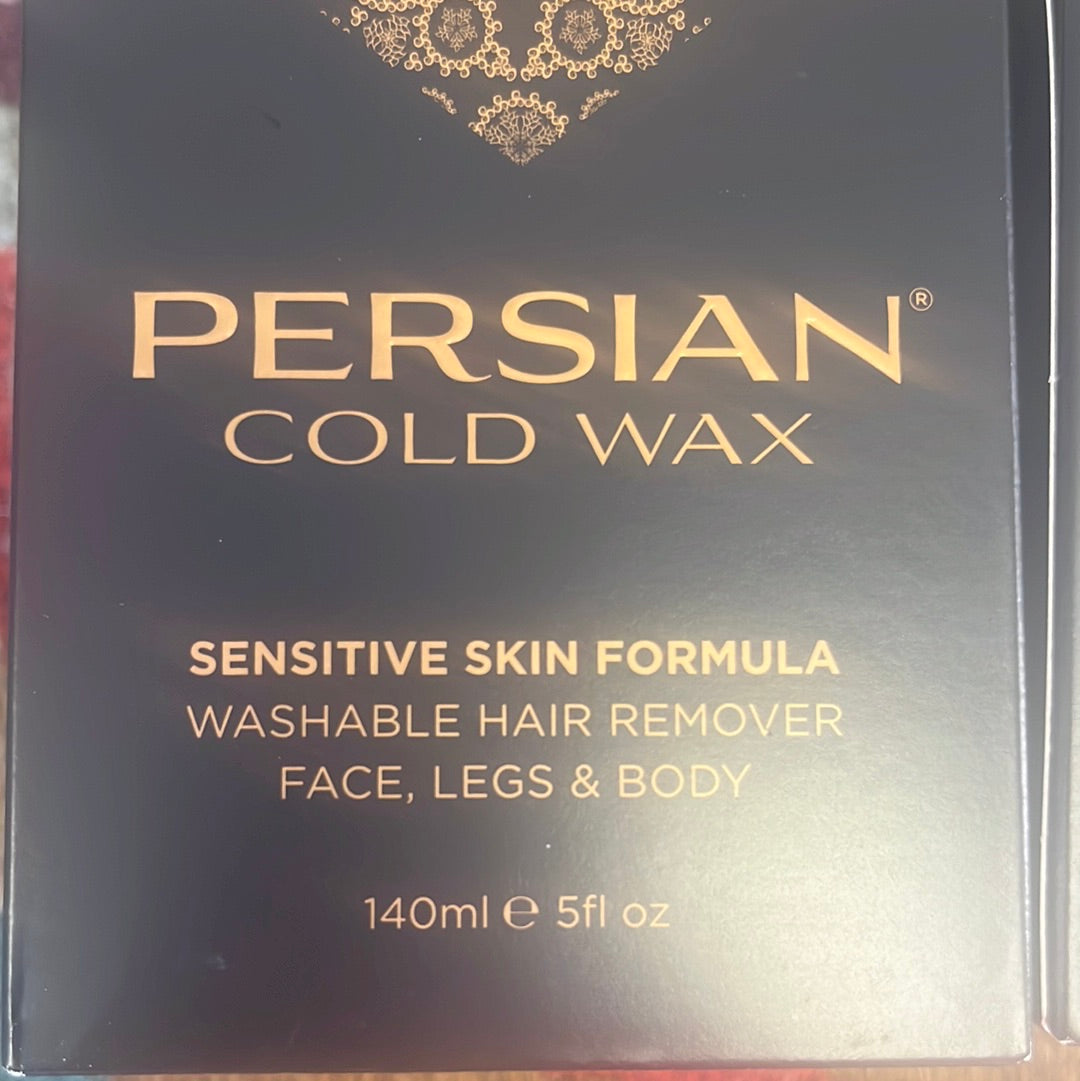 PERSIAN®
COLD WAX
SENSITIVE SKIN FORMULA
WASHABLE HAIR REMOVER
FACE, LEGS & BODY
140ml ℮ 5fl oz